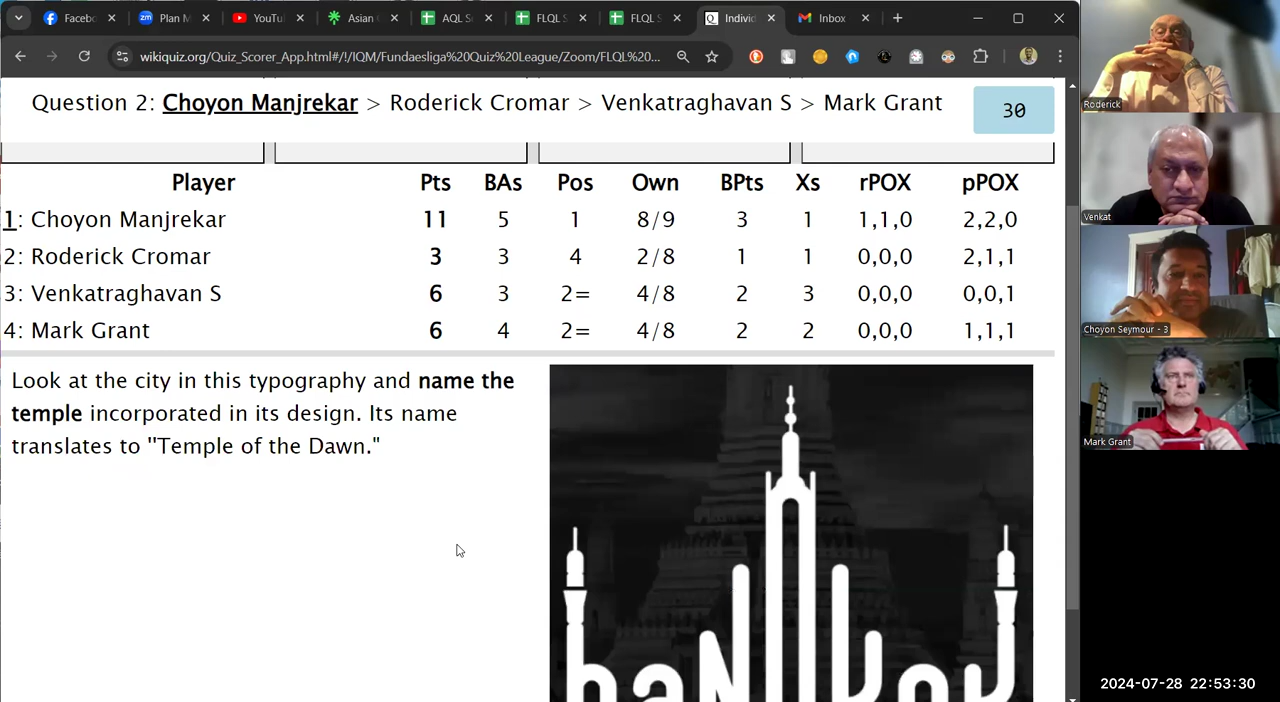 Facebo
Plan M
YouTu
Asian
AQL S
FLQL S
FLQL S
Indivi
Inbox
wikiquiz.org/Quiz_Scorer_App.html#/!/IQM/Fundaesliga%20Quiz%20League/Zoom/FLQL%20...
Question 2: Choyon Manjrekar > Roderick Cromar > Venkatraghavan S > Mark Grant
30
Player Pts BAs Pos Own BPts Xs rPOX pPOX
1: Choyon Manjrekar 11 5 1 8/9 3 1 1,1,0 2,2,0
2: Roderick Cromar 3 3 4 2/8 1 1 0,0,0 2,1,1
3: Venkatraghavan S 6 3 2= 4/8 2 3 0,0,0 0,0,1
4: Mark Grant 6 4 2= 4/8 2 2 0,0,0 1,1,1
Look at the city in this typography and name the
temple incorporated in its design. Its name
translates to "Temple of the Dawn."
baNgkok
Roderick
Venkat
Choyon Seymour - 3
Mark Grant
2024-07-28 22:53:30